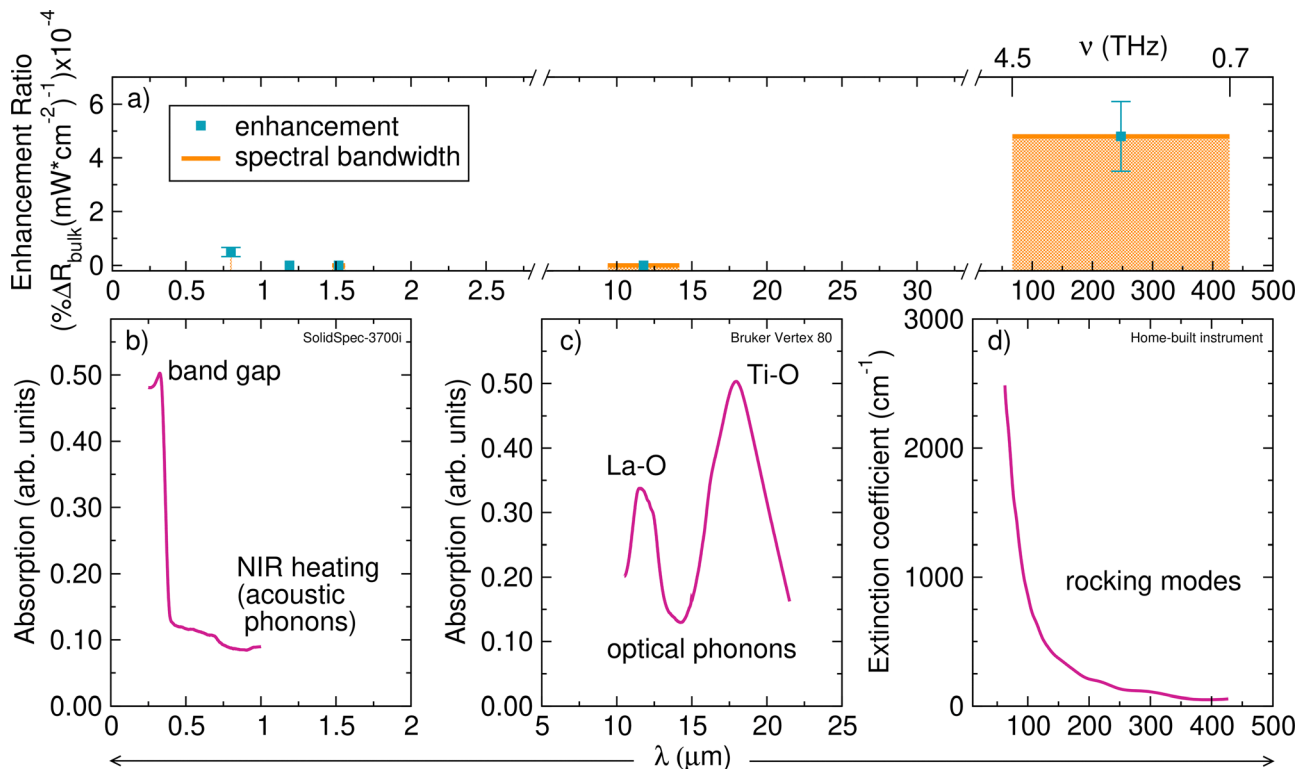 ν (THz)
4.5
0.7
Enhancement Ratio
(%ΔR_bulk(mW*cm^-2)^-1)x10^-4
a)
enhancement
spectral bandwidth
6
4
2
0
0 0.5 1 1.5 2 2.5 10 15 20 25 30 100 200 300 400 500
b)
SolidSpec-3700i
band gap
NIR heating
(acoustic
phonons)
Absorption (arb. units)
0.50
0.40
0.30
0.20
0.10
0.00
0 0.5 1 1.5 2
c)
Bruker Vertex 80
Ti-O
La-O
optical phonons
Absorption (arb. units)
0.50
0.40
0.30
0.20
0.10
0.00
5 10 15 20 25
d)
Home-built instrument
rocking modes
Extinction coefficient (cm^-1)
3000
2500
1000
500
0
100 200 300 400 500
λ (μm)